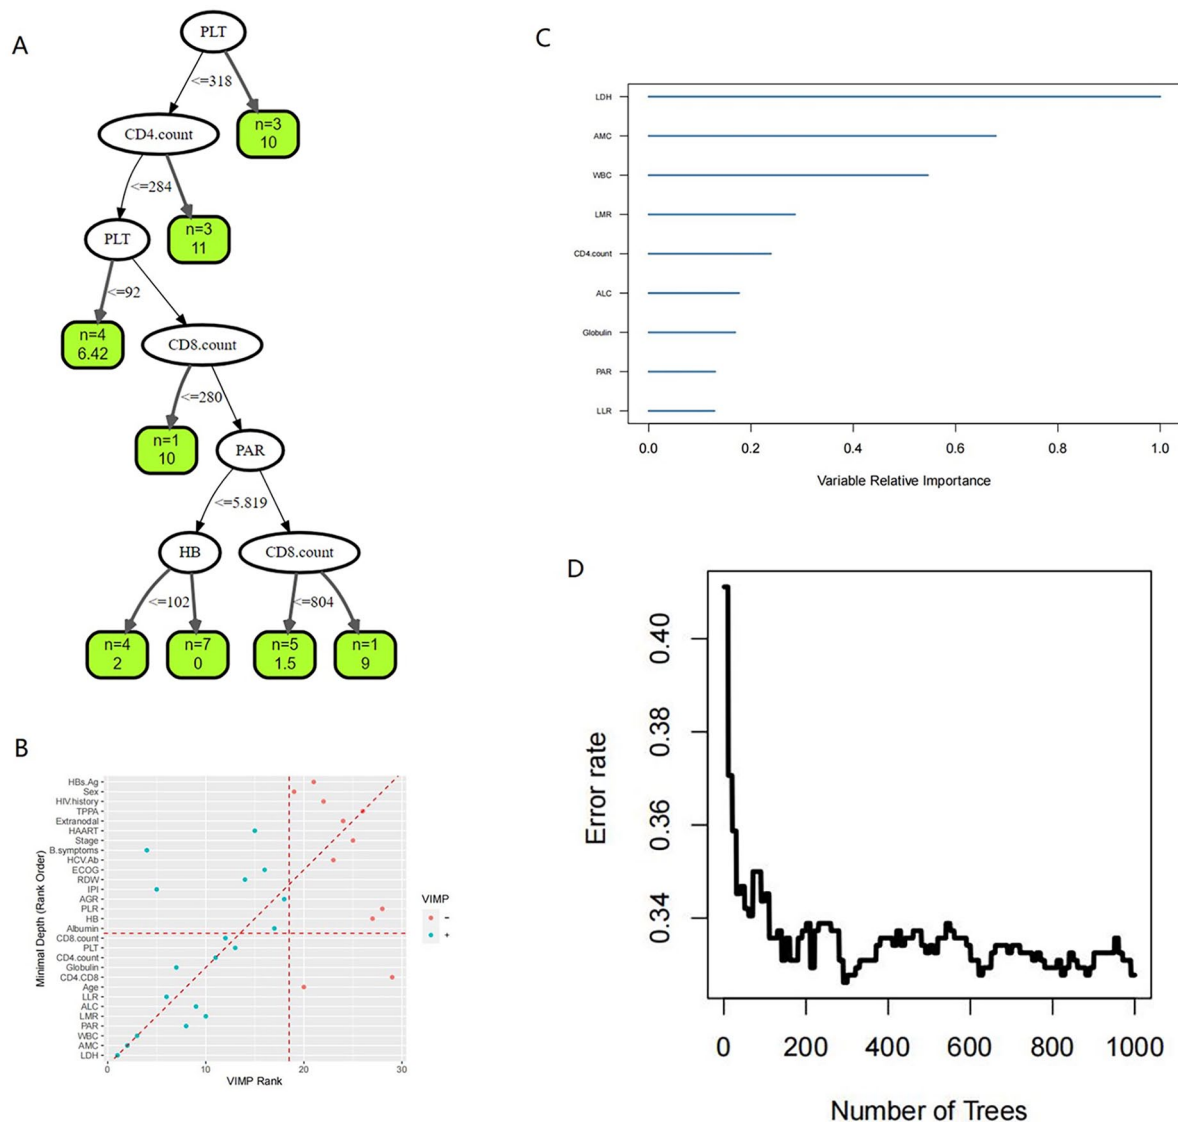 A
PLT
<=318
n=3
10
CD4.count
<=284
n=3
11
PLT
<=92
n=4
6.42
CD8.count
<=280
n=1
10
PAR
<=5.819
HB
CD8.count
<=102
<=804
n=4
2
n=7
0
n=5
1.5
n=1
9
B
Minimal Depth (Rank Order)
HBs.Ag
Sex
HIV.history
TPPA
Extranodal
HAART
Stage
B.symptoms
HCV.Ab
ECOG
RDW
IPI
AGR
PLR
HB
Albumin
CD8.count
PLT
CD4.count
Globulin
CD4.CD8
Age
LLR
ALC
LMR
PAR
WBC
AMC
LDH
0 10 20 30
VIMP Rank
VIMP
-
+
C
LDH
AMC
WBC
LMR
CD4.count
ALC
Globulin
PAR
LLR
0.0 0.2 0.4 0.6 0.8 1.0
Variable Relative Importance
D
Error rate
0.40
0.38
0.36
0.34
0 200 400 600 800 1000
Number of Trees